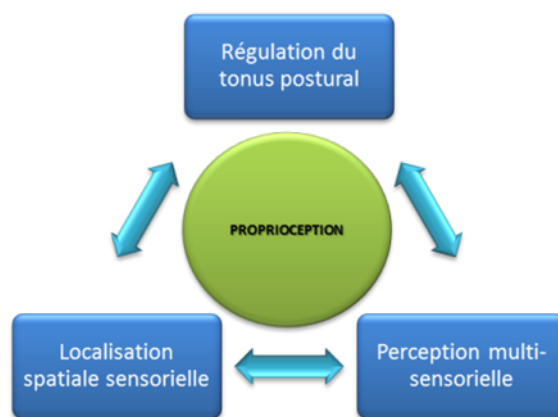 Régulation du
tonus postural
PROPRIOCEPTION
Localisation
spatiale sensorielle
Perception multi-
sensorielle